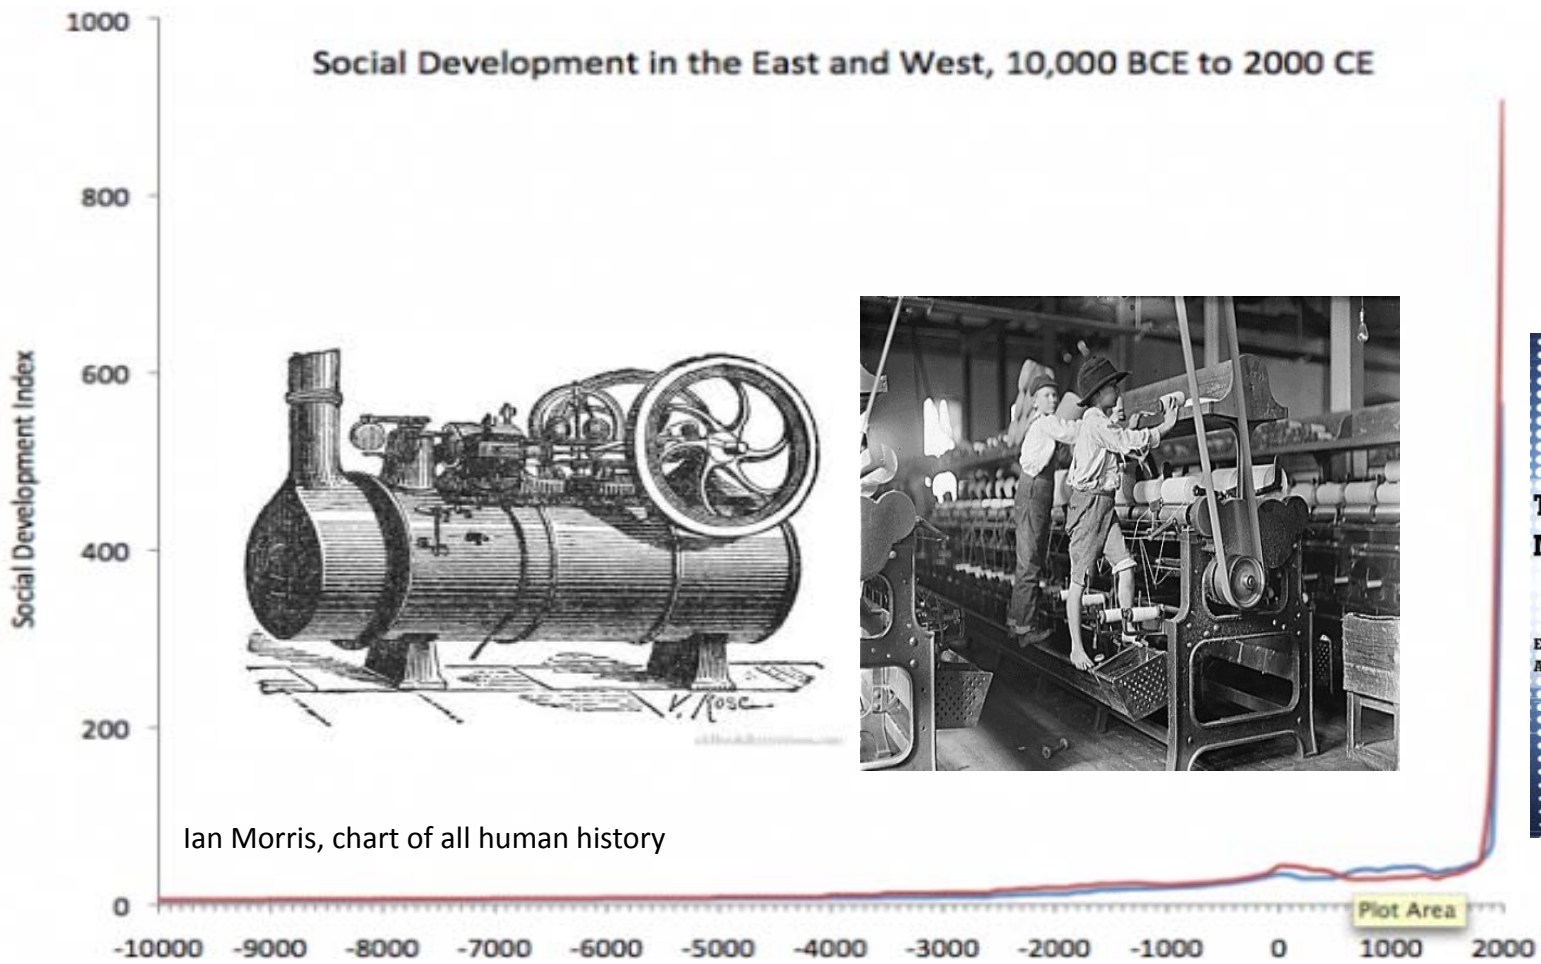 1000
Social Development in the East and West, 10,000 BCE to 2000 CE
800
600
400
200
0
Social Development Index
V. Rose
Ian Morris, chart of all human history
Plot Area
-10000 -9000 -8000 -7000 -6000 -5000 -4000 -3000 -2000 -1000 0 1000 2000